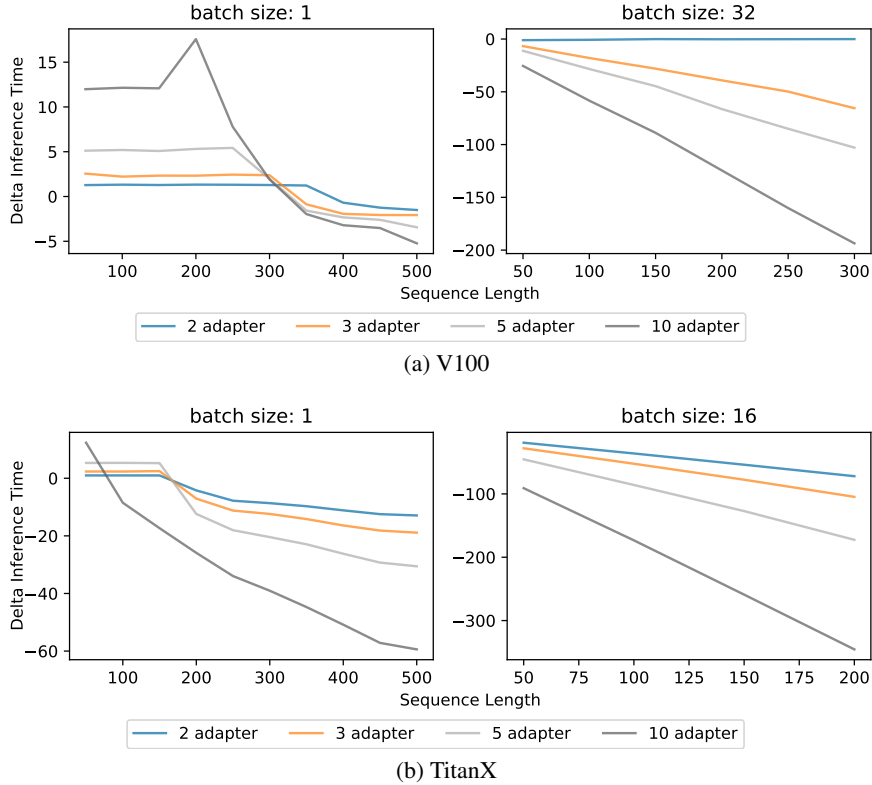 batch size: 1
batch size: 32
Delta Inference Time
15
10
5
0
−5
100 200 300 400 500
0
−50
−100
−150
−200
50 100 150 200 250 300
Sequence Length
2 adapter 3 adapter 5 adapter 10 adapter
(a) V100
batch size: 1
batch size: 16
Delta Inference Time
0
−20
−40
−60
100 200 300 400 500
−100
−200
−300
50 75 100 125 150 175 200
Sequence Length
2 adapter 3 adapter 5 adapter 10 adapter
(b) TitanX